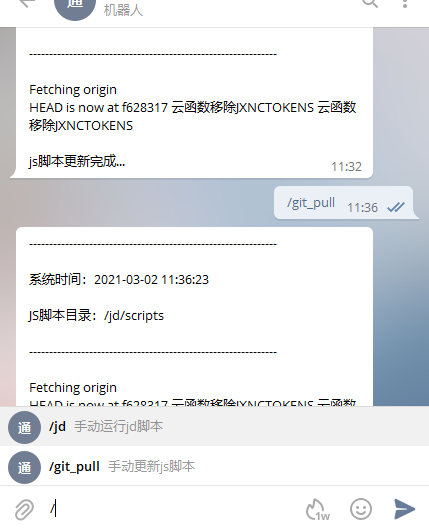 通
机器人
--------------------------------------------------------------
Fetching origin
HEAD is now at f628317 云函数移除JXNCTOKENS 云函数
移除JXNCTOKENS
js脚本更新完成...
11:32
/git_pull 11:36
--------------------------------------------------------------
系统时间：2021-03-02 11:36:23
JS脚本目录：/jd/scripts
--------------------------------------------------------------
Fetching origin
HEAD is now at f628317 云函数移除JXNCTOKENS 云函数
通 /jd 手动运行jd脚本
通 /git_pull 手动更新js脚本
/
1w